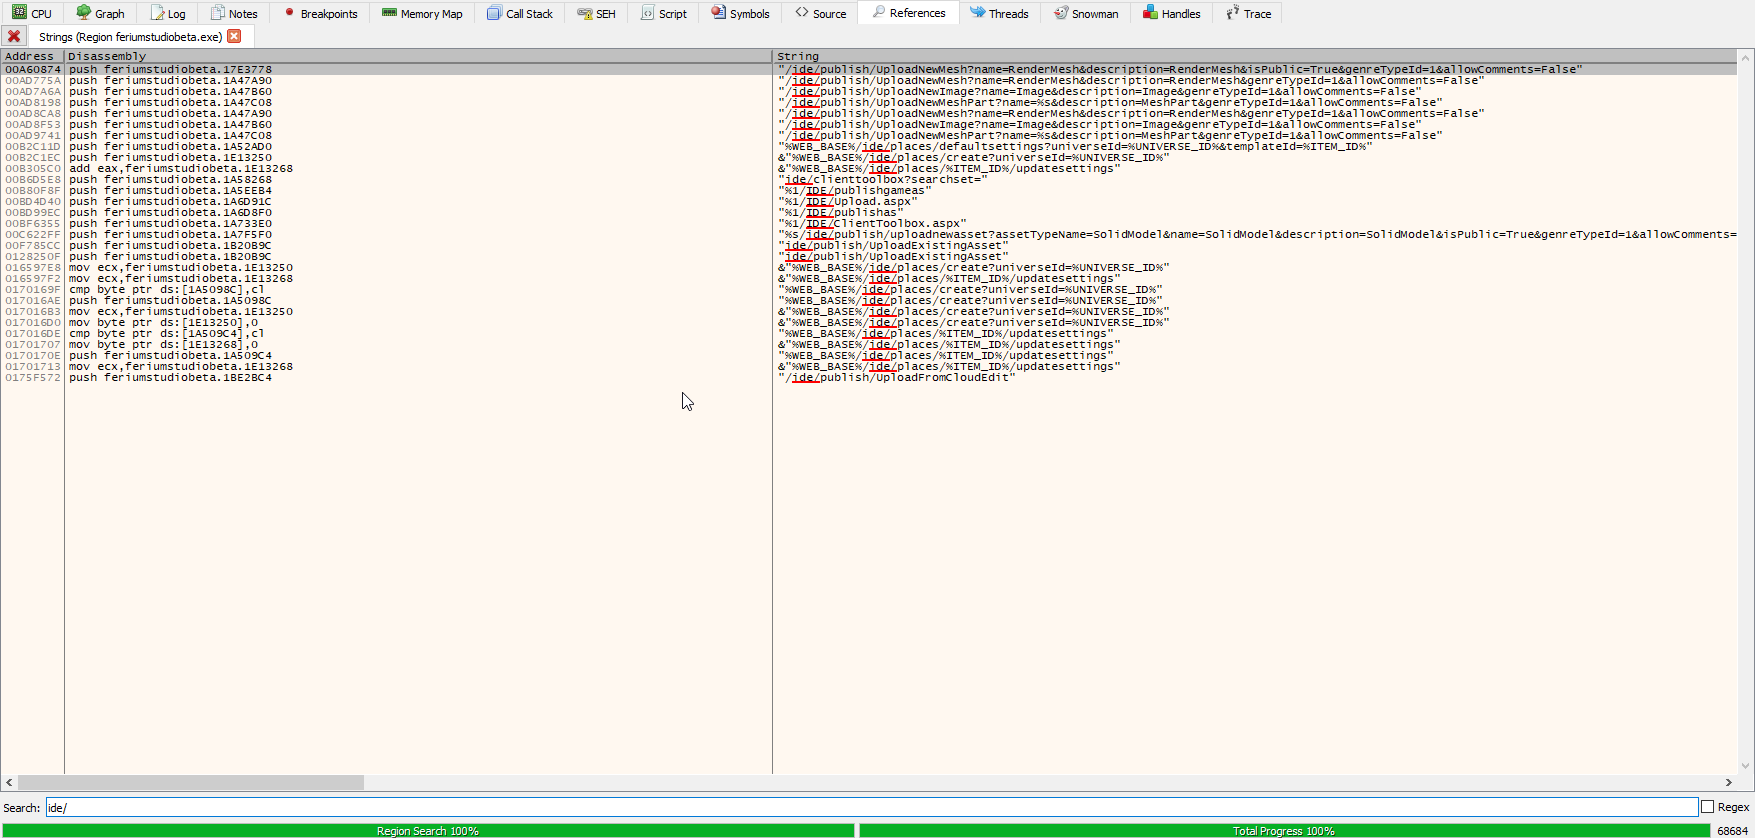 CPU Graph Log Notes Breakpoints Memory Map Call Stack SEH Script Symbols Source References Threads Snowman Handles Trace
Strings (Region feriumstudiobeta.exe)
Address Disassembly String
00A60874 push feriumstudiobeta.17E3778 "/ide/publish/UploadNewMesh?name=RenderMesh&description=RenderMesh&isPublic=True&genreTypeId=1&allowComments=False"
00AD775A push feriumstudiobeta.1A47A90 "/ide/publish/UploadNewMesh?name=RenderMesh&description=RenderMesh&genreTypeId=1&allowComments=False"
00AD7A6A push feriumstudiobeta.1A47B60 "/ide/publish/UploadNewImage?name=Image&description=Image&genreTypeId=1&allowComments=False"
00AD8198 push feriumstudiobeta.1A47C08 "/ide/publish/UploadNewMeshPart?name=%s&description=MeshPart&genreTypeId=1&allowComments=False"
00AD8CA8 push feriumstudiobeta.1A47A90 "/ide/publish/UploadNewMesh?name=RenderMesh&description=RenderMesh&genreTypeId=1&allowComments=False"
00AD8F53 push feriumstudiobeta.1A47B60 "/ide/publish/UploadNewImage?name=Image&description=Image&genreTypeId=1&allowComments=False"
00AD9741 push feriumstudiobeta.1A47C08 "/ide/publish/UploadNewMeshPart?name=%s&description=MeshPart&genreTypeId=1&allowComments=False"
00B2C11D push feriumstudiobeta.1A52AD0 "%WEB_BASE%/ide/places/defaultsettings?universeId=%UNIVERSE_ID%&templateId=%ITEM_ID%"
00B2C1EC push feriumstudiobeta.1E13250 &"%WEB_BASE%/ide/places/create?universeId=%UNIVERSE_ID%"
00B305C0 add eax,feriumstudiobeta.1E13268 &"%WEB_BASE%/ide/places/%ITEM_ID%/updatesettings"
00B6D5E8 push feriumstudiobeta.1A58268 "ide/clienttoolbox?searchset="
00B80F8F push feriumstudiobeta.1A5EEB4 "%1/IDE/publishgameas"
00BD4D40 push feriumstudiobeta.1A6D91C "%1/IDE/Upload.aspx"
00BD99EC push feriumstudiobeta.1A6D8F0 "%1/IDE/publishas"
00BF6355 push feriumstudiobeta.1A733E0 "%1/IDE/ClientToolbox.aspx"
00C622FF push feriumstudiobeta.1A7F5F0 "%s/ide/publish/uploadnewasset?assetTypeName=SolidModel&name=SolidModel&description=SolidModel&isPublic=True&genreTypeId=1&allowComments=
00F785CC push feriumstudiobeta.1B20B9C "ide/publish/UploadExistingAsset"
0128250F push feriumstudiobeta.1B20B9C "ide/publish/UploadExistingAsset"
016597E8 mov ecx,feriumstudiobeta.1E13250 &"%WEB_BASE%/ide/places/create?universeId=%UNIVERSE_ID%"
016597F2 mov ecx,feriumstudiobeta.1E13268 &"%WEB_BASE%/ide/places/%ITEM_ID%/updatesettings"
0170169F cmp byte ptr ds:[1A5098C],cl "%WEB_BASE%/ide/places/create?universeId=%UNIVERSE_ID%"
017016AE push feriumstudiobeta.1A5098C "%WEB_BASE%/ide/places/create?universeId=%UNIVERSE_ID%"
017016B3 mov ecx,feriumstudiobeta.1E13250 &"%WEB_BASE%/ide/places/create?universeId=%UNIVERSE_ID%"
017016D0 mov byte ptr ds:[1E13250],0 &"%WEB_BASE%/ide/places/create?universeId=%UNIVERSE_ID%"
017016DE cmp byte ptr ds:[1A509C4],cl "%WEB_BASE%/ide/places/%ITEM_ID%/updatesettings"
01701707 mov byte ptr ds:[1E13268],0 &"%WEB_BASE%/ide/places/%ITEM_ID%/updatesettings"
0170170E push feriumstudiobeta.1A509C4 "%WEB_BASE%/ide/places/%ITEM_ID%/updatesettings"
01701713 mov ecx,feriumstudiobeta.1E13268 &"%WEB_BASE%/ide/places/%ITEM_ID%/updatesettings"
0175F572 push feriumstudiobeta.1BE2BC4 "/ide/publish/UploadFromCloudEdit"
Search: ide/ Regex
Region Search 100% Total Progress 100% 68684